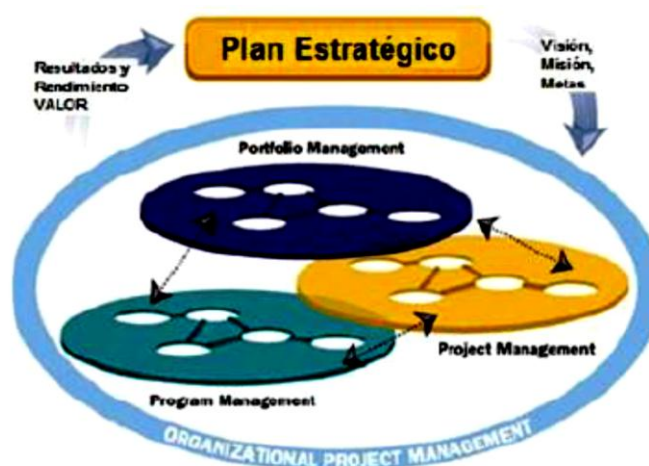 Plan Estratégico
Resultados y
Rendimiento
VALOR
Visión,
Misión,
Metas
Portfolio Management
Project Management
Program Management
ORGANIZATIONAL PROJECT MANAGEMENT